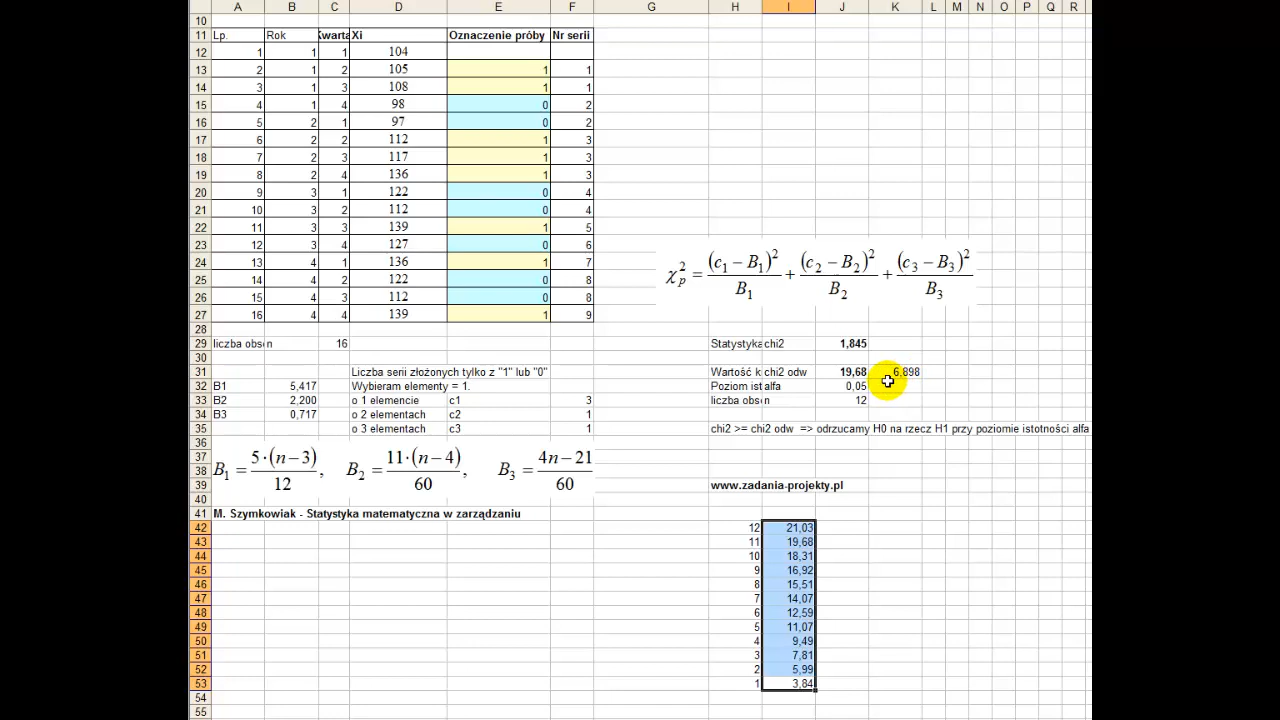 A B C D E F G H I J K L M N O P Q R
10
11 Lp. Rok Kwarta Xi Oznaczenie próby Nr serii
12 1 1 1 104
13 2 1 2 105 1 1
14 3 1 3 108 1 1
15 4 1 4 98 0 2
16 5 2 1 97 0 2
17 6 2 2 112 1 3
18 7 2 3 117 1 3
19 8 2 4 136 1 3
20 9 3 1 122 0 4
21 10 3 2 112 0 4
22 11 3 3 139 1 5
23 12 3 4 127 0 6
24 13 4 1 136 1 7
25 14 4 2 122 0 8
26 15 4 3 112 0 8
27 16 4 4 139 1 9
χ²ₚ = (c₁ − B₁)² / B₁ + (c₂ − B₂)² / B₂ + (c₃ − B₃)² / B₃
28
29 liczba obser n 16 Statystyka chi2 1,845
30
31 Liczba serii złożonych tylko z "1" lub "0" Wartość k chi2 odw 19,68 6,898
32 B1 5,417 Wybieram elementy = 1. Poziom ist alfa 0,05
33 B2 2,200 o 1 elemencie c1 3 liczba obse n 12
34 B3 0,717 o 2 elementach c2 1
35 o 3 elementach c3 1 chi2 >= chi2 odw => odrzucamy H0 na rzecz H1 przy poziomie istotności alfa
36
37
38 B₁ = 5·(n−3) / 12, B₂ = 11·(n−4) / 60, B₃ = 4n−21 / 60
39 www.zadania-projekty.pl
40
41 M. Szymkowiak - Statystyka matematyczna w zarządzaniu
42 12 21,03
43 11 19,68
44 10 18,31
45 9 16,92
46 8 15,51
47 7 14,07
48 6 12,59
49 5 11,07
50 4 9,49
51 3 7,81
52 2 5,99
53 1 3,84
54
55